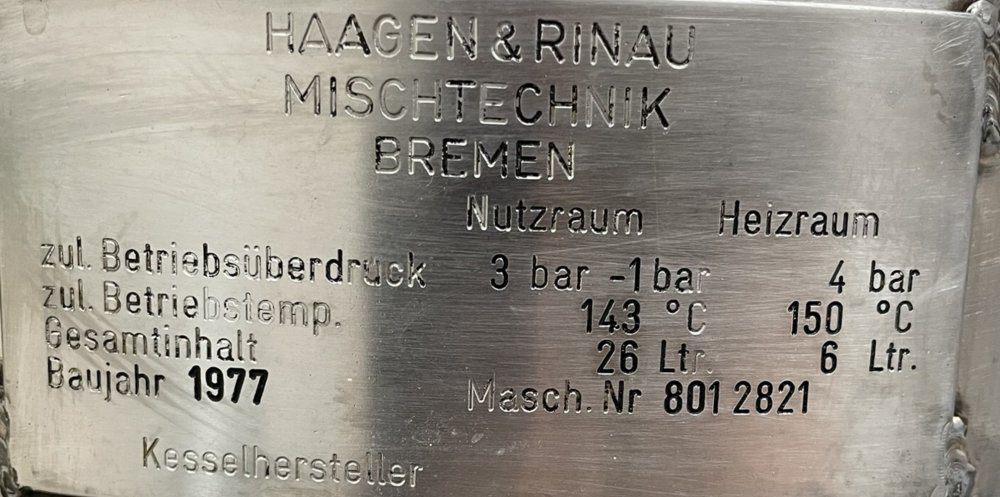 HAAGEN & RINAU
MISCHTECHNIK
BREMEN
Nutzraum Heizraum
zul. Betriebsüberdruck 3 bar -1 bar 4 bar
zul. Betriebstemp. 143 °C 150 °C
Gesamtinhalt 26 Ltr. 6 Ltr.
Baujahr 1977 Masch. Nr 801 2821
Kesselhersteller